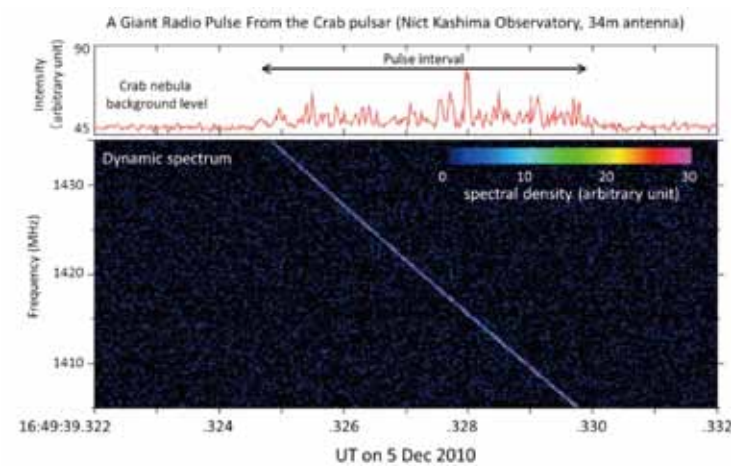 A Giant Radio Pulse From the Crab pulsar (Nict Kashima Observatory, 34m antenna)
90
Pulse interval
Crab nebula
background level
Intensity
(arbitrary unit)
45
Dynamic spectrum
0 10 20 30
spectral density (arbitrary unit)
1430
1420
1410
Frequency (MHz)
16:49:39.322 .324 .326 .328 .330 .332
UT on 5 Dec 2010